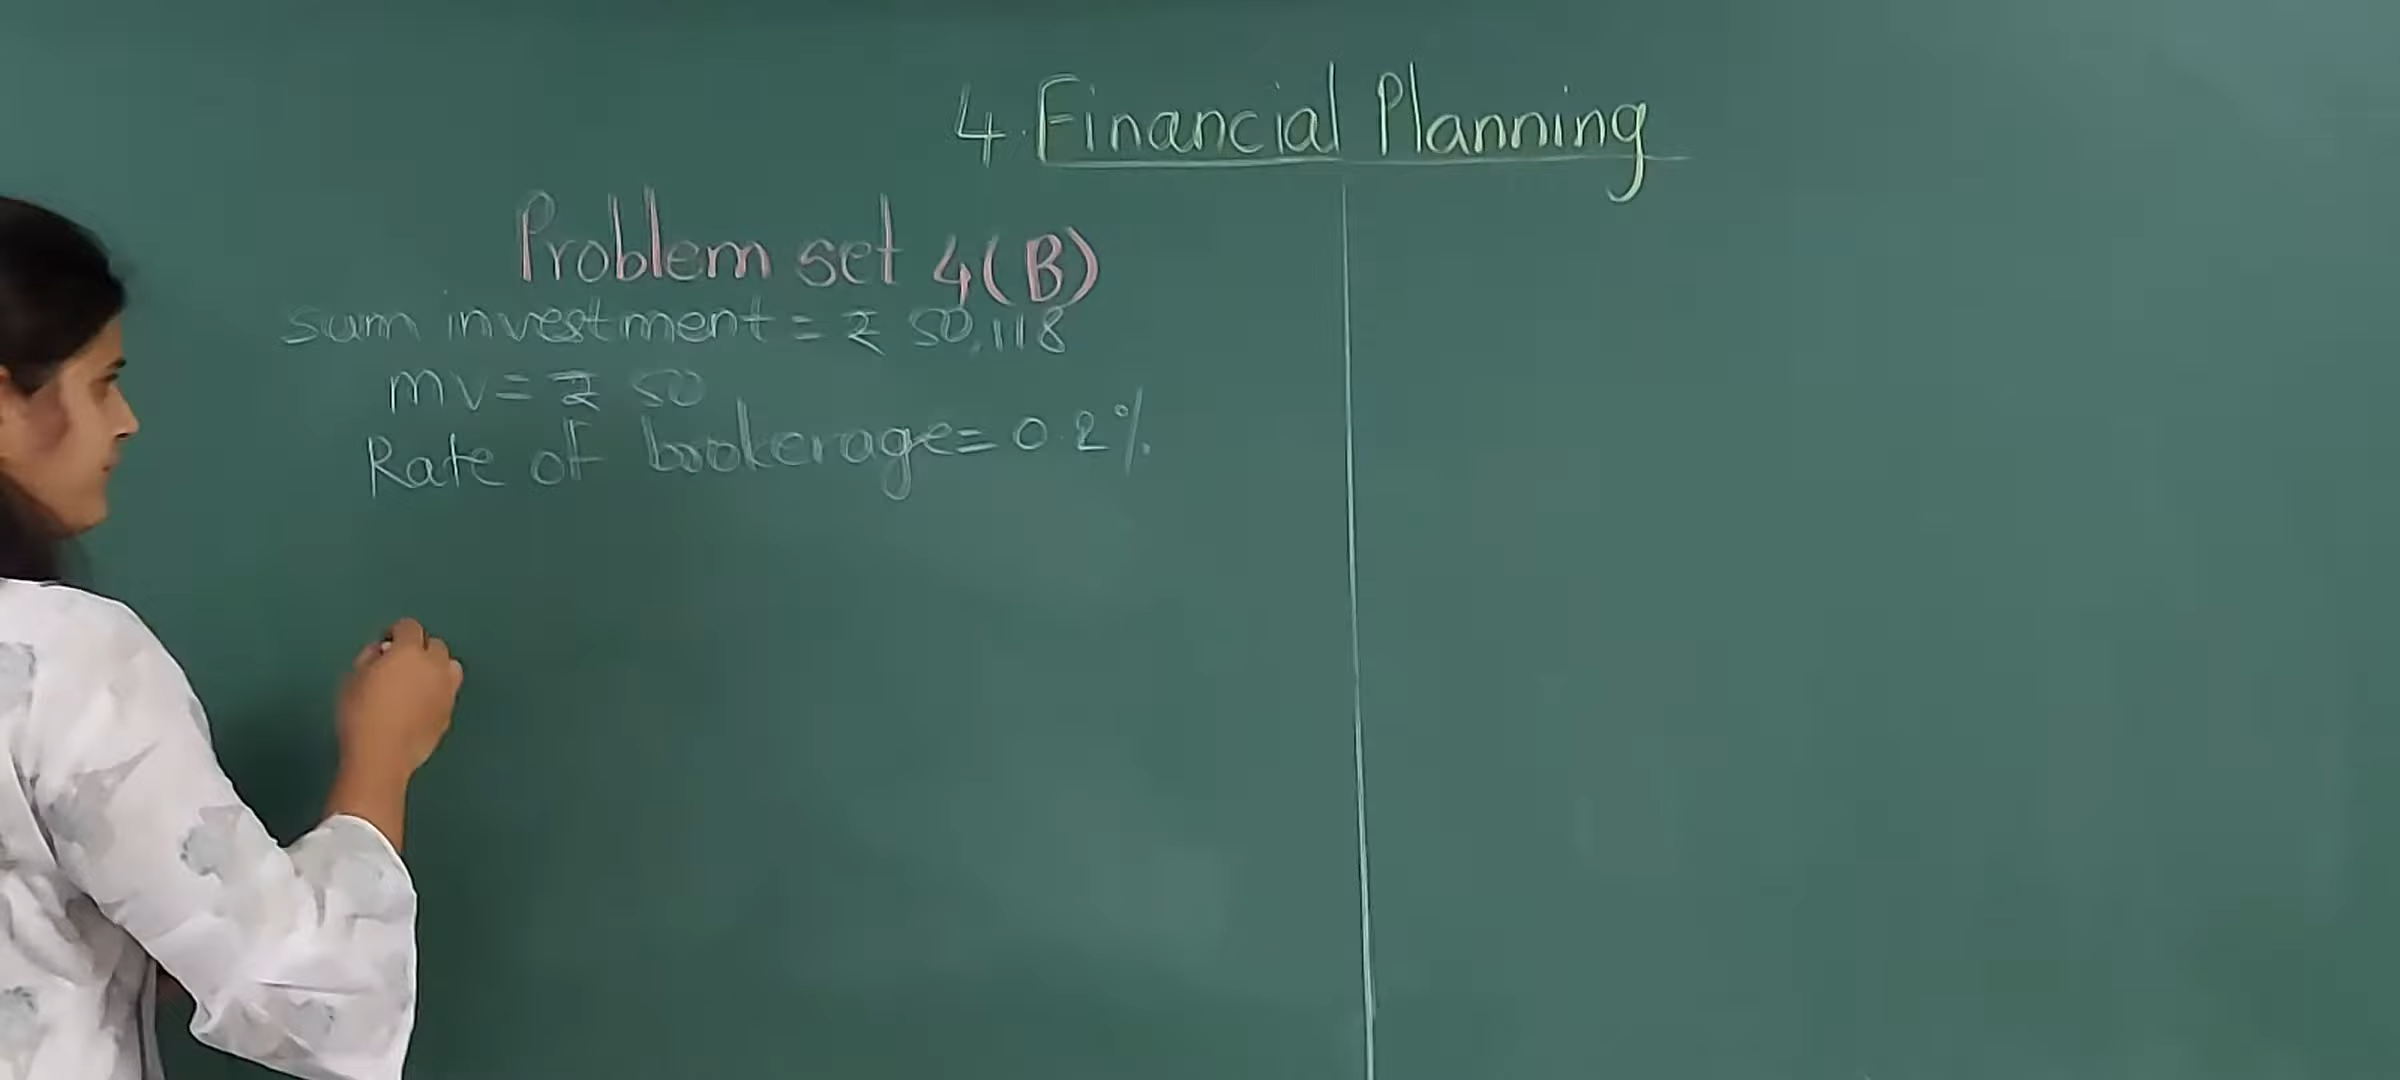 4. Financial Planning
Problem set 4(B)
sum investment = ₹ 50,118
mv = ₹ 50
Rate of brokerage = 0.2%